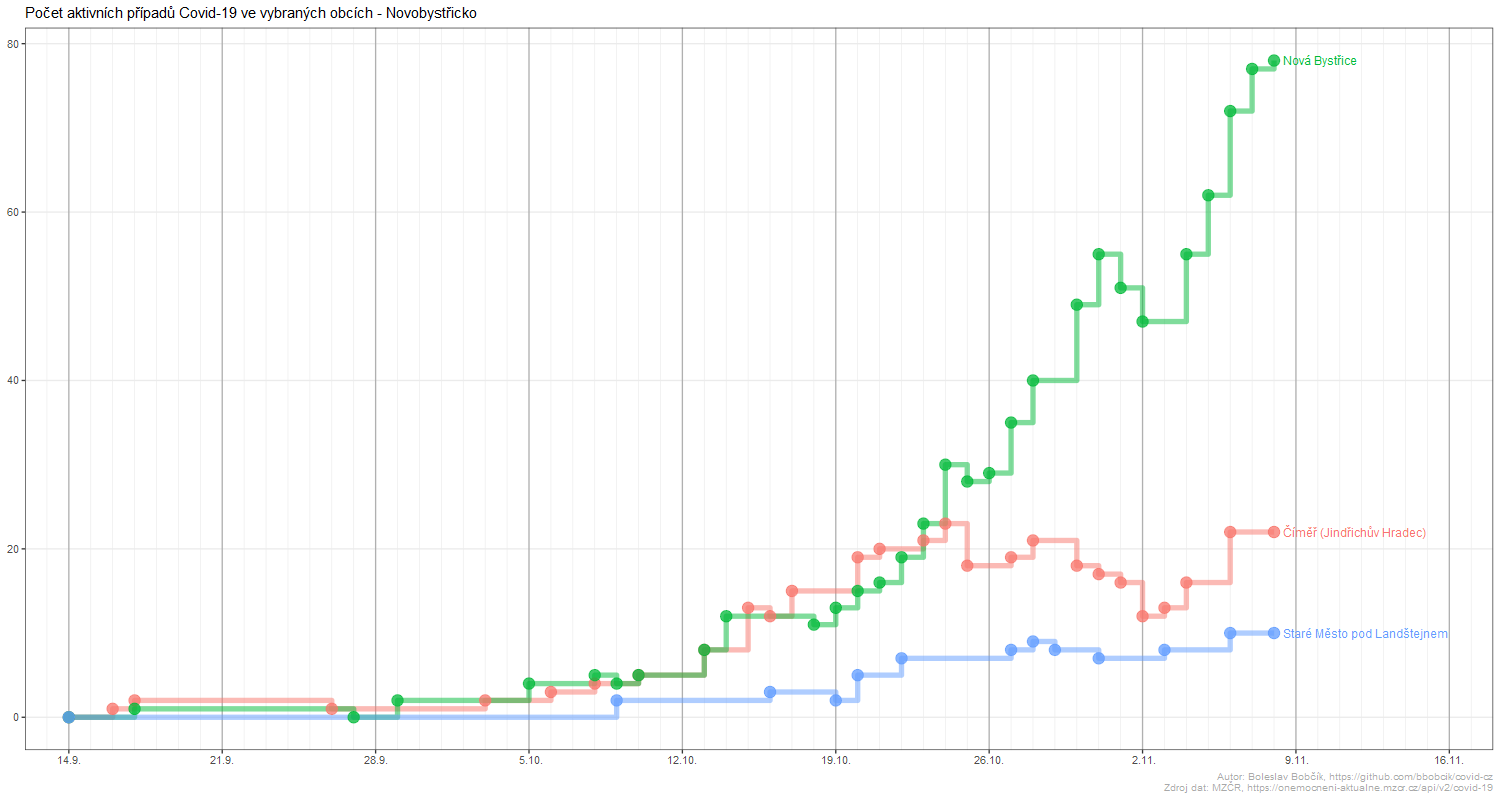 Počet aktivních případů Covid-19 ve vybraných obcích - Novobystřicko
80
60
40
20
0
Nová Bystřice
Číměř (Jindřichův Hradec)
Staré Město pod Landštejnem
14.9. 21.9. 28.9. 5.10. 12.10. 19.10. 26.10. 2.11. 9.11. 16.11.
Autor: Boleslav Bobčík, https://github.com/bbobcik/covid-cz
Zdroj dat: MZČR, https://onemocneni-aktualne.mzcr.cz/api/v2/covid-19